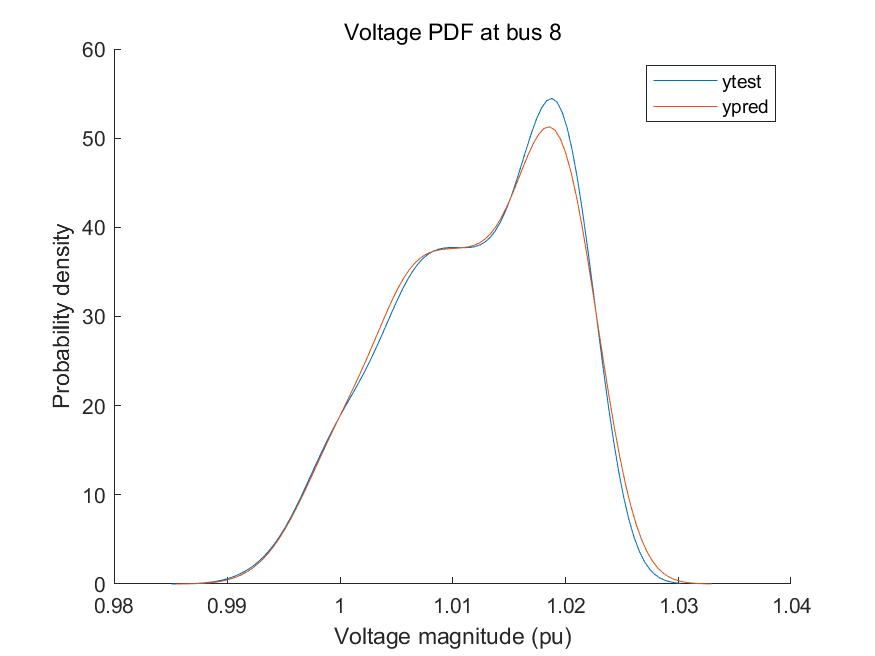 Voltage PDF at bus 8
ytest
ypred
60
50
40
30
20
10
0
Probability density
0.98 0.99 1 1.01 1.02 1.03 1.04
Voltage magnitude (pu)